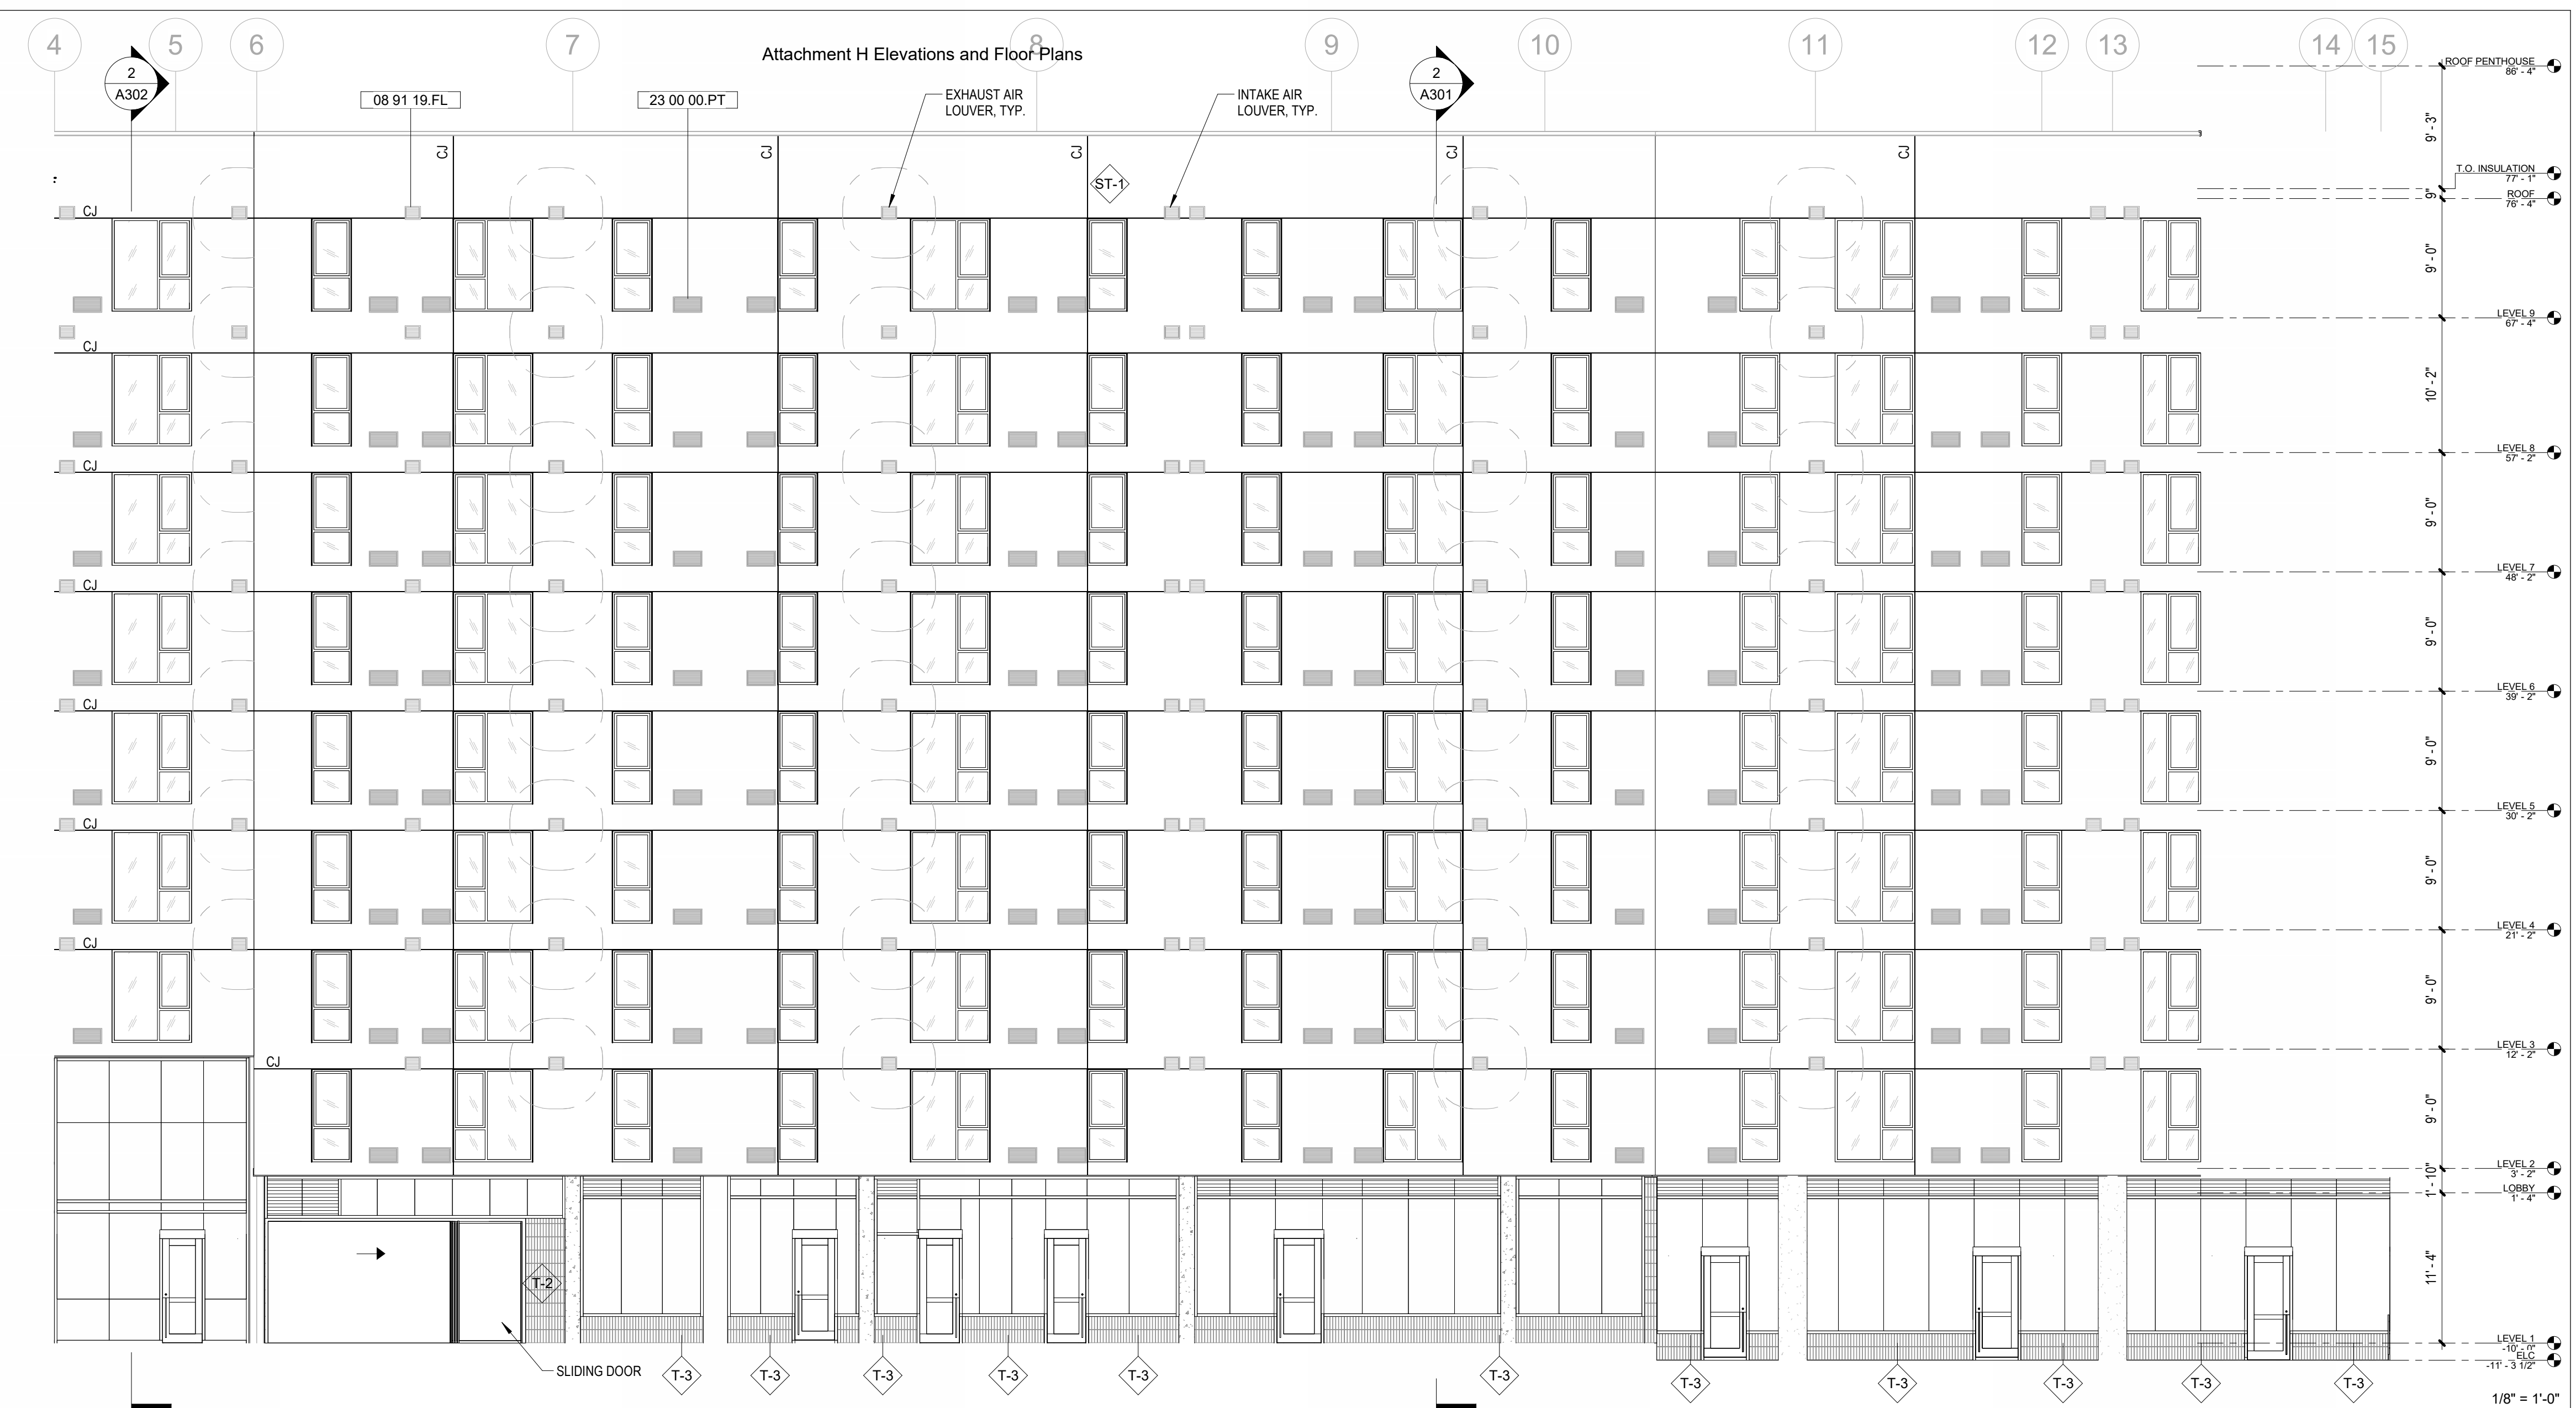 4 5 6 7 8 9 10 11 12 13 14 15
Attachment H Elevations and Floor Plans
2
A302
08 91 19.FL
23 00 00.PT
EXHAUST AIR
LOUVER, TYP.
INTAKE AIR
LOUVER, TYP.
2
A301
ROOF PENTHOUSE
86' - 4"
9' - 3"
CJ CJ CJ CJ CJ
ST-1
T.O. INSULATION
77' - 1"
9"
ROOF
76' - 4"
CJ
9' - 0"
LEVEL 9
67' - 4"
CJ
10' - 2"
LEVEL 8
57' - 2"
CJ
9' - 0"
LEVEL 7
48' - 2"
CJ
9' - 0"
LEVEL 6
39' - 2"
CJ
9' - 0"
LEVEL 5
30' - 2"
CJ
9' - 0"
LEVEL 4
21' - 2"
CJ
9' - 0"
LEVEL 3
12' - 2"
CJ
9' - 0"
LEVEL 2
3' - 2"
1' - 10"
LOBBY
1' - 4"
T-2
11' - 4"
SLIDING DOOR
LEVEL 1
-10' - 0"
ELC
-11' - 3 1/2"
T-3 T-3 T-3 T-3 T-3 T-3 T-3 T-3 T-3 T-3 T-3
1/8" = 1'-0"